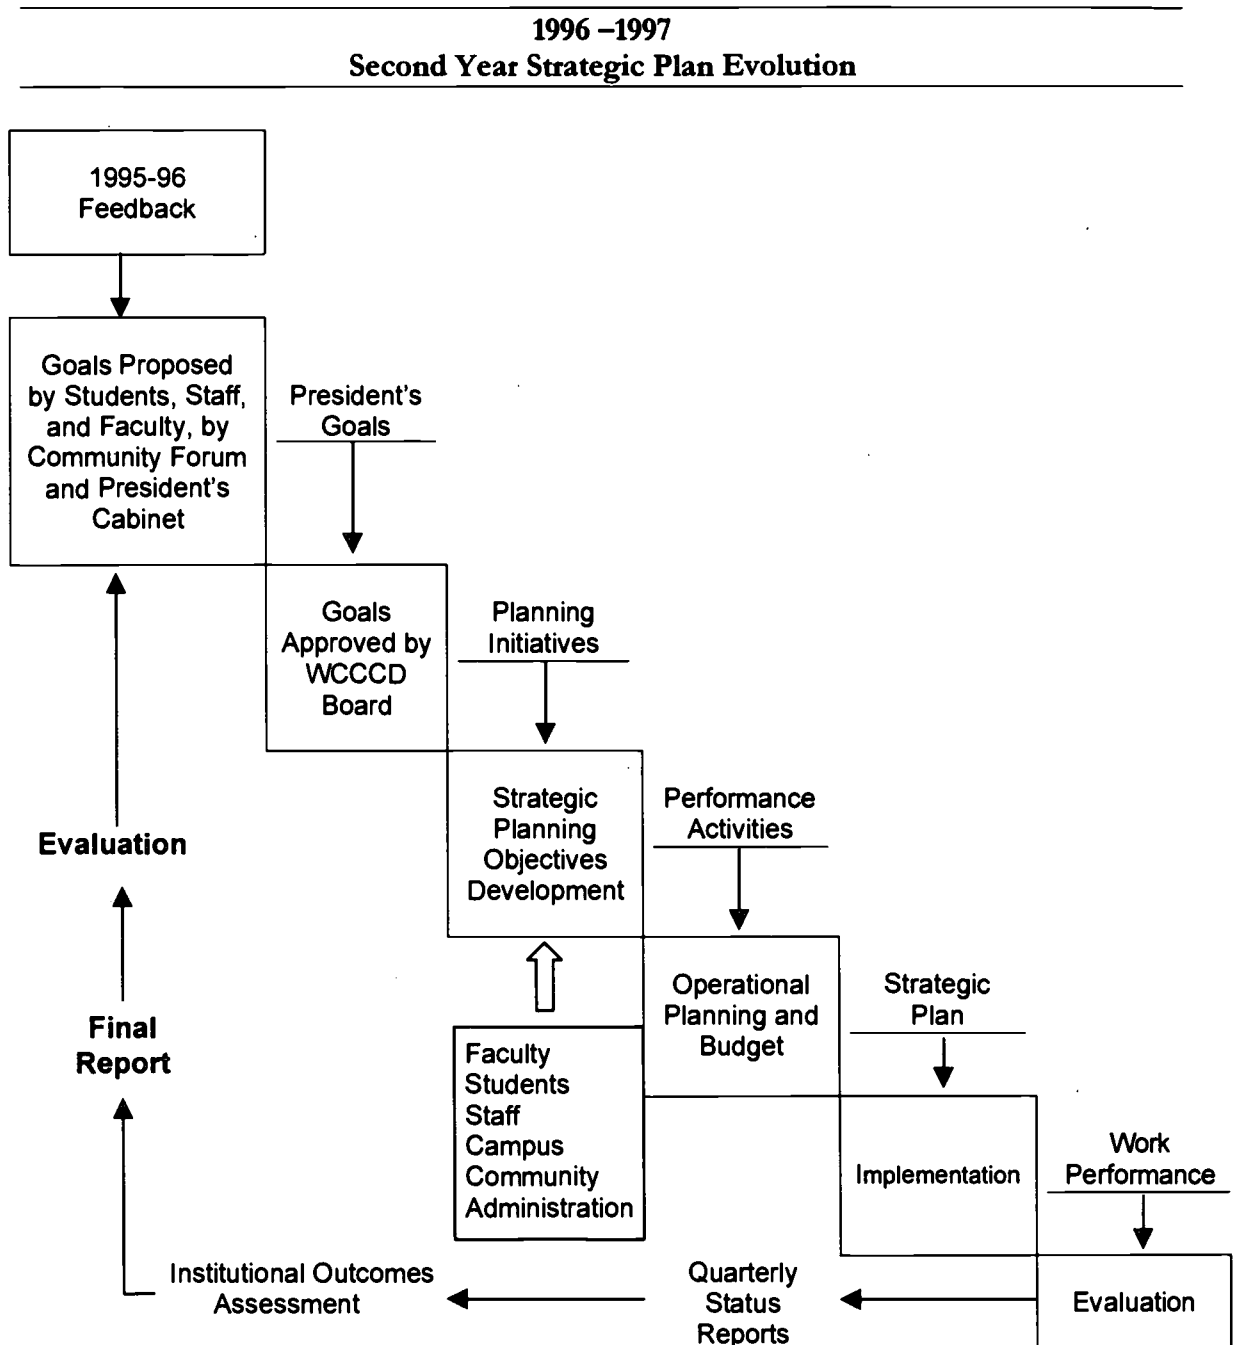 1996 –1997
Second Year Strategic Plan Evolution
1995-96
Feedback
Goals Proposed
by Students, Staff,
and Faculty, by
Community Forum
and President's
Cabinet
President's
Goals
Goals
Approved by
WCCCD
Board
Planning
Initiatives
Strategic
Planning
Objectives
Development
Performance
Activities
Evaluation
Operational
Planning and
Budget
Strategic
Plan
Final
Report
Faculty
Students
Staff
Campus
Community
Administration
Implementation
Work
Performance
Institutional Outcomes
Assessment
Quarterly
Status
Reports
Evaluation